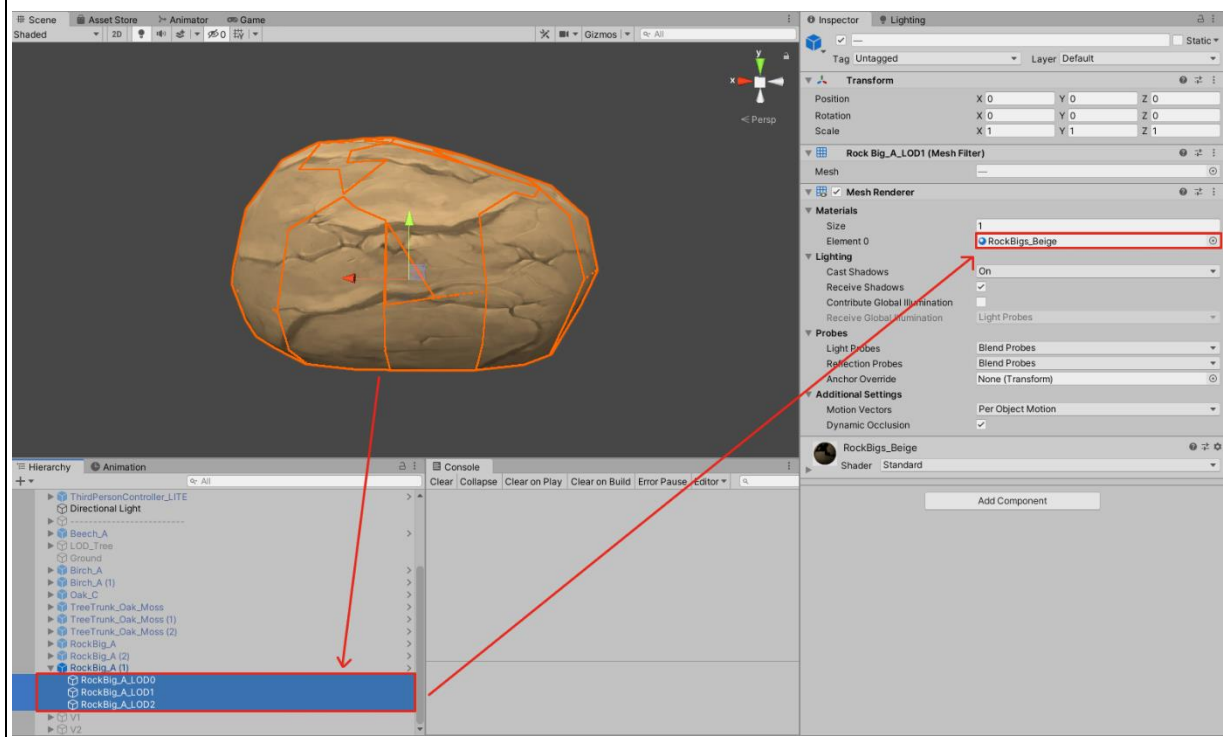 Scene Asset Store Animator Game
Shaded 2D 0 Gizmos All
y
x
Persp
Hierarchy Animation
All
ThirdPersonController_LITE
Directional Light
-------------------------
Beech_A
LOD_Tree
Ground
Birch_A
Birch_A (1)
Oak_C
TreeTrunk_Oak_Moss
TreeTrunk_Oak_Moss (1)
TreeTrunk_Oak_Moss (2)
RockBig_A
RockBig_A (2)
RockBig_A (1)
RockBig_A_LOD0
RockBig_A_LOD1
RockBig_A_LOD2
V1
V2
Console
Clear Collapse Clear on Play Clear on Build Error Pause Editor
Inspector Lighting
— Static
Tag Untagged Layer Default
Transform
Position X 0 Y 0 Z 0
Rotation X 0 Y 0 Z 0
Scale X 1 Y 1 Z 1
Rock Big_A_LOD1 (Mesh Filter)
Mesh —
Mesh Renderer
Materials
Size 1
Element 0 RockBigs_Beige
Lighting
Cast Shadows On
Receive Shadows
Contribute Global Illumination
Receive Global Illumination Light Probes
Probes
Light Probes Blend Probes
Reflection Probes Blend Probes
Anchor Override None (Transform)
Additional Settings
Motion Vectors Per Object Motion
Dynamic Occlusion
RockBigs_Beige
Shader Standard
Add Component